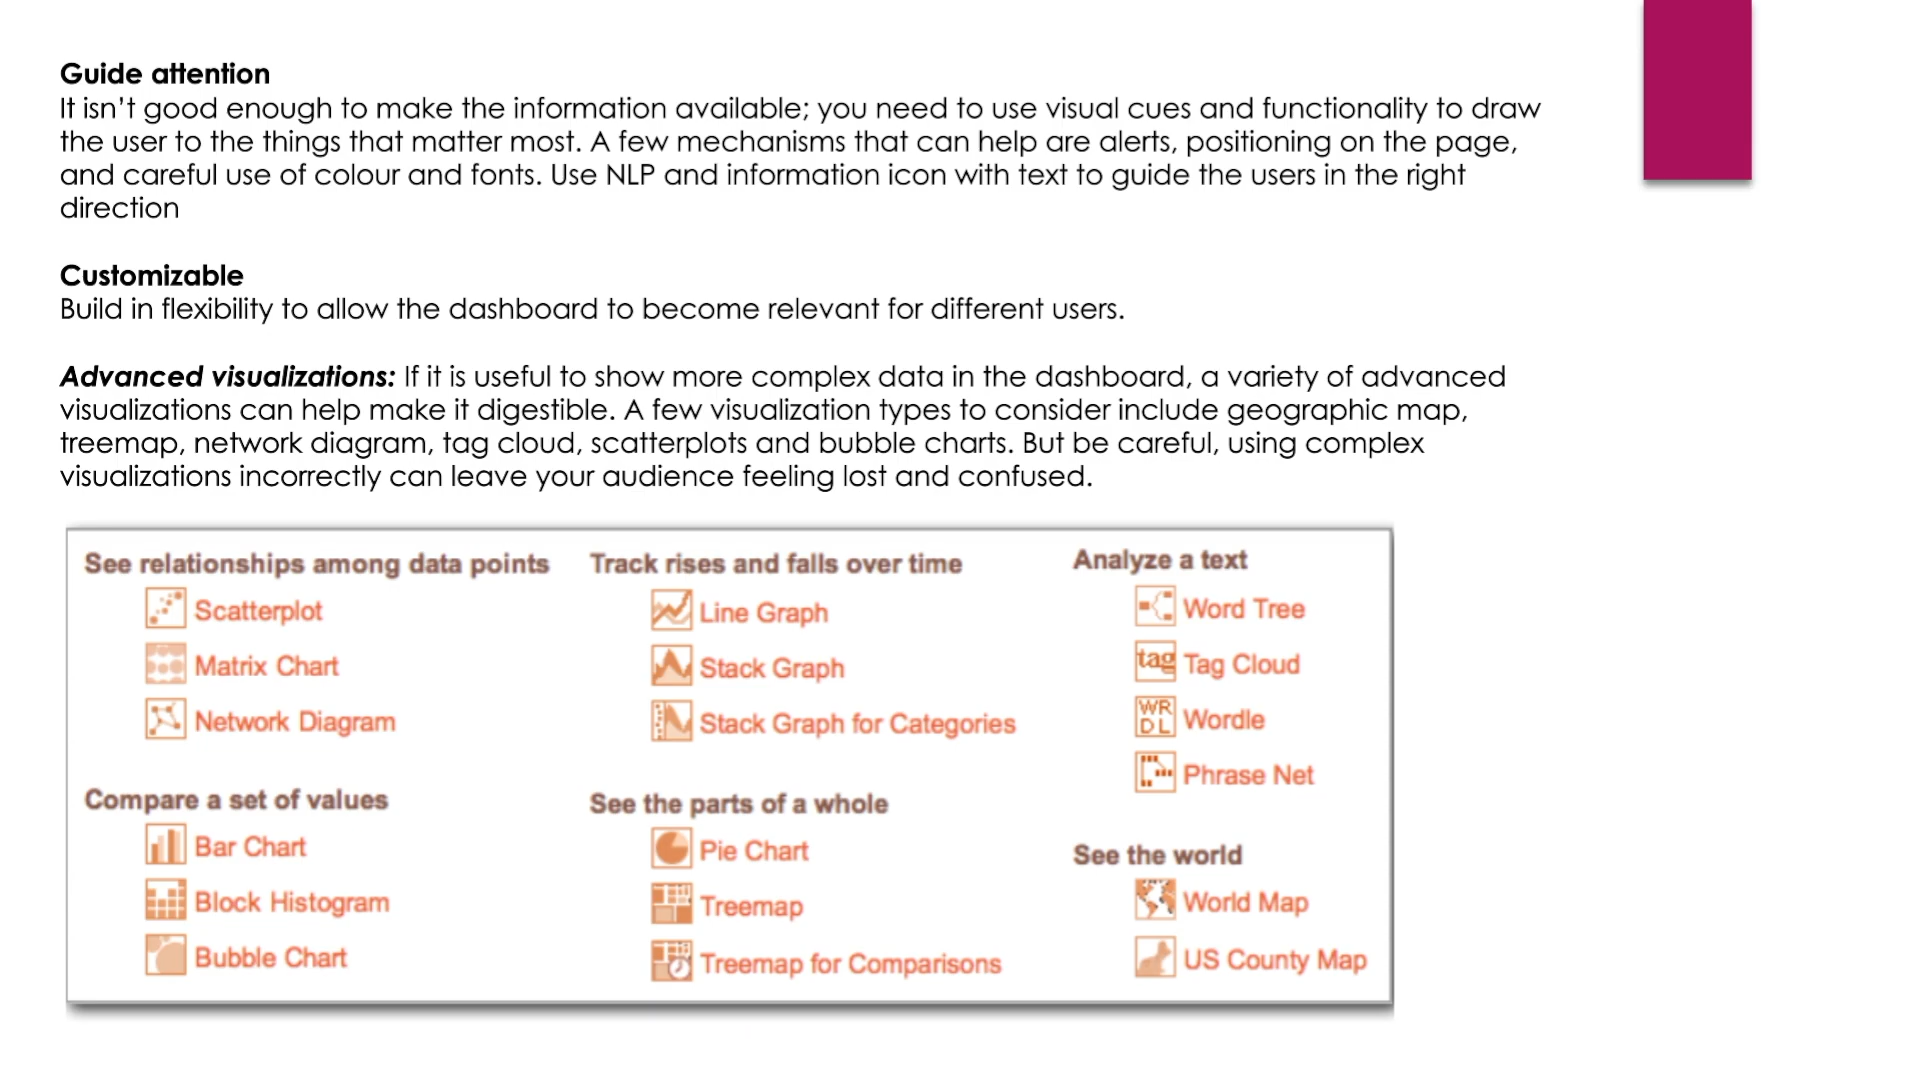 Guide attention
It isn't good enough to make the information available; you need to use visual cues and functionality to draw
the user to the things that matter most. A few mechanisms that can help are alerts, positioning on the page,
and careful use of colour and fonts. Use NLP and information icon with text to guide the users in the right
direction
Customizable
Build in flexibility to allow the dashboard to become relevant for different users.
Advanced visualizations: If it is useful to show more complex data in the dashboard, a variety of advanced
visualizations can help make it digestible. A few visualization types to consider include geographic map,
treemap, network diagram, tag cloud, scatterplots and bubble charts. But be careful, using complex
visualizations incorrectly can leave your audience feeling lost and confused.
See relationships among data points
Scatterplot
Matrix Chart
Network Diagram
Compare a set of values
Bar Chart
Block Histogram
Bubble Chart
Track rises and falls over time
Line Graph
Stack Graph
Stack Graph for Categories
See the parts of a whole
Pie Chart
Treemap
Treemap for Comparisons
Analyze a text
Word Tree
tag Tag Cloud
WR
DL Wordle
Phrase Net
See the world
World Map
US County Map